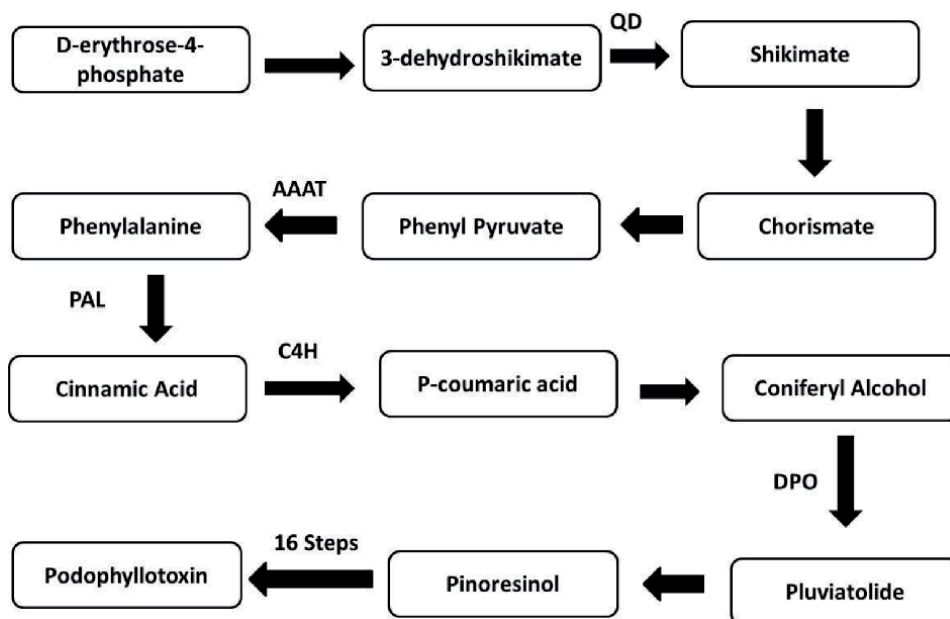 D-erythrose-4-
phosphate
3-dehydroshikimate
QD
Shikimate
AAAT
Phenylalanine
Phenyl Pyruvate
Chorismate
PAL
C4H
Cinnamic Acid
P-coumaric acid
Coniferyl Alcohol
DPO
16 Steps
Podophyllotoxin
Pinoresinol
Pluviatolide